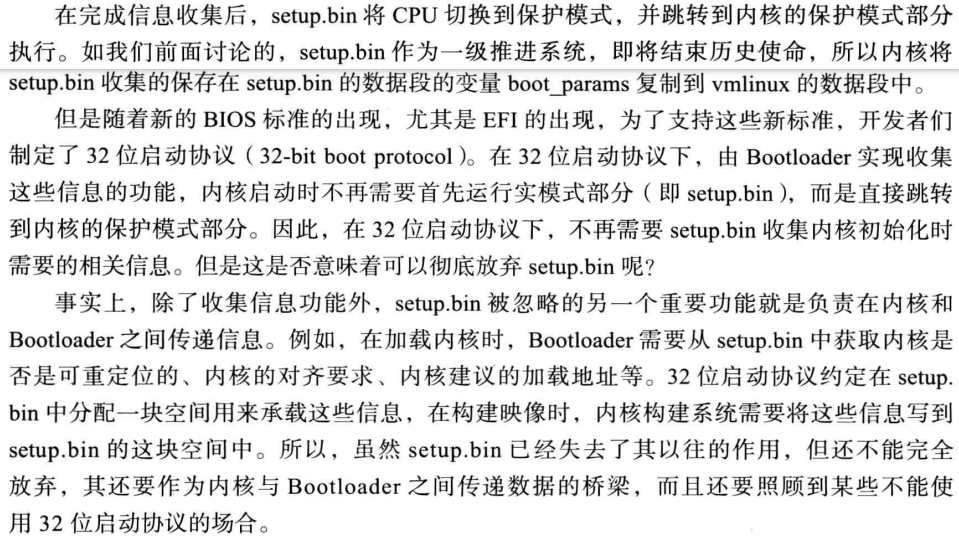 在完成信息收集后，setup.bin 将 CPU 切换到保护模式，并跳转到内核的保护模式部分
执行。如我们前面讨论的，setup.bin 作为一级推进系统，即将结束历史使命，所以内核将
setup.bin 收集的保存在 setup.bin 的数据段的变量 boot_params 复制到 vmlinux 的数据段中。
但是随着新的 BIOS 标准的出现，尤其是 EFI 的出现，为了支持这些新标准，开发者们
制定了 32 位启动协议（32-bit boot protocol）。在 32 位启动协议下，由 Bootloader 实现收集
这些信息的功能，内核启动时不再需要首先运行实模式部分（即 setup.bin），而是直接跳转
到内核的保护模式部分。因此，在 32 位启动协议下，不再需要 setup.bin 收集内核初始化时
需要的相关信息。但是这是否意味着可以彻底放弃 setup.bin 呢？
事实上，除了收集信息功能外，setup.bin 被忽略的另一个重要功能就是负责在内核和
Bootloader 之间传递信息。例如，在加载内核时，Bootloader 需要从 setup.bin 中获取内核是
否是可重定位的、内核的对齐要求、内核建议的加载地址等。32 位启动协议约定在 setup.
bin 中分配一块空间用来承载这些信息，在构建映像时，内核构建系统需要将这些信息写到
setup.bin 的这块空间中。所以，虽然 setup.bin 已经失去了其以往的作用，但还不能完全
放弃，其还要作为内核与 Bootloader 之间传递数据的桥梁，而且还要照顾到某些不能使
用 32 位启动协议的场合。